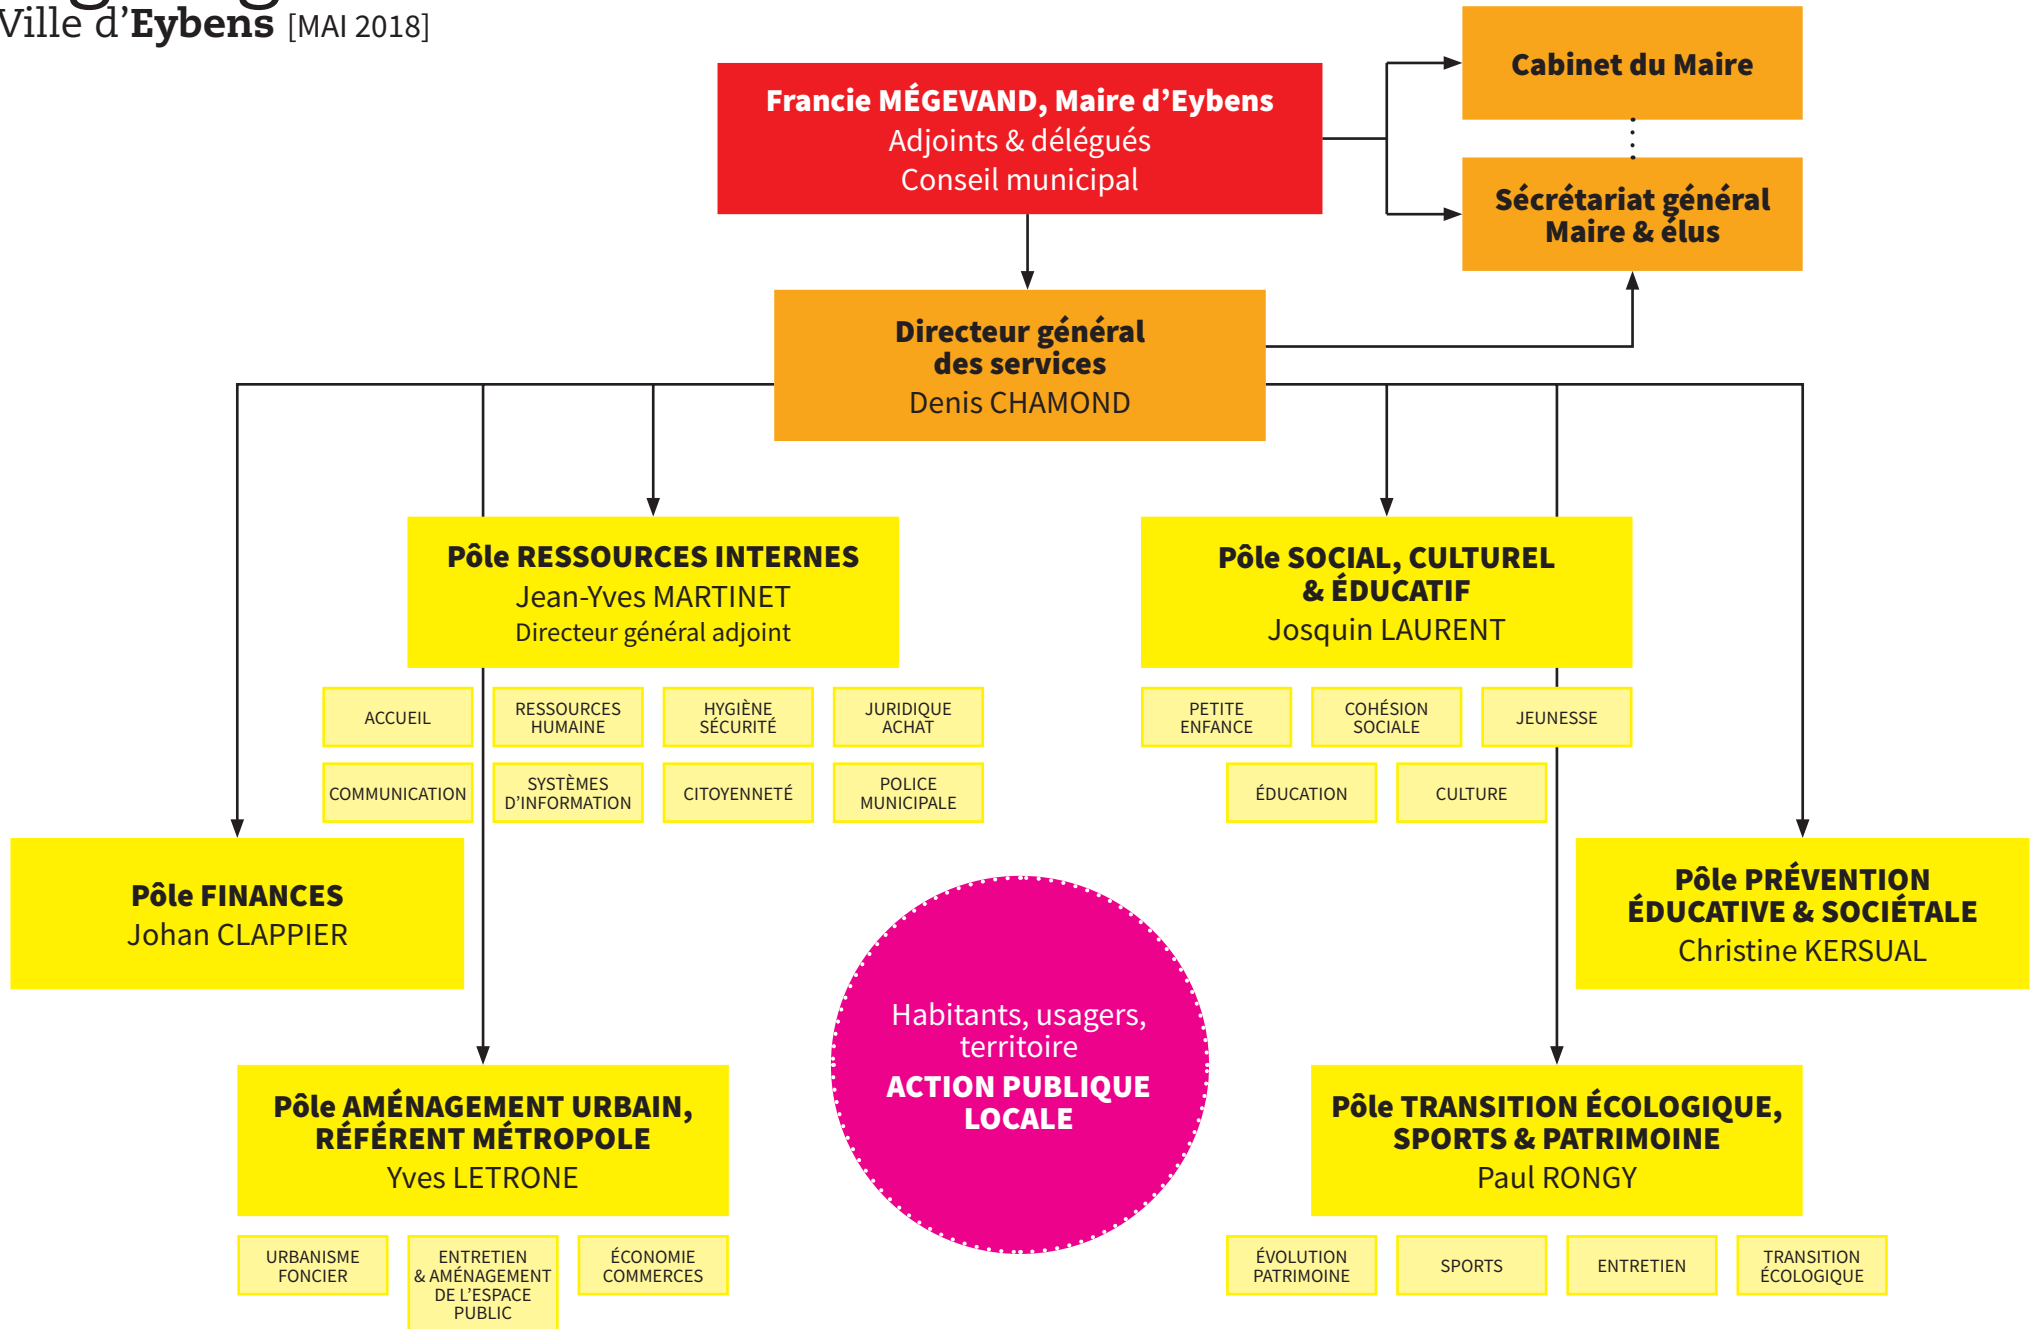 Ville d'Eybens [MAI 2018]
Francie MÉGEVAND, Maire d'Eybens
Adjoints & délégués
Conseil municipal
Cabinet du Maire
Sécrétariat général
Maire & élus
Directeur général
des services
Denis CHAMOND
Pôle RESSOURCES INTERNES
Jean-Yves MARTINET
Directeur général adjoint
ACCUEIL
RESSOURCES
HUMAINE
HYGIÈNE
SÉCURITÉ
JURIDIQUE
ACHAT
COMMUNICATION
SYSTÈMES
D'INFORMATION
CITOYENNETÉ
POLICE
MUNICIPALE
Pôle SOCIAL, CULTUREL
& ÉDUCATIF
Josquin LAURENT
PETITE
ENFANCE
COHÉSION
SOCIALE
JEUNESSE
ÉDUCATION
CULTURE
Pôle FINANCES
Johan CLAPPIER
Pôle PRÉVENTION
ÉDUCATIVE & SOCIÉTALE
Christine KERSUAL
Habitants, usagers,
territoire
ACTION PUBLIQUE
LOCALE
Pôle AMÉNAGEMENT URBAIN,
RÉFÉRENT MÉTROPOLE
Yves LETRONE
URBANISME
FONCIER
ENTRETIEN
& AMÉNAGEMENT
DE L'ESPACE
PUBLIC
ÉCONOMIE
COMMERCES
Pôle TRANSITION ÉCOLOGIQUE,
SPORTS & PATRIMOINE
Paul RONGY
ÉVOLUTION
PATRIMOINE
SPORTS
ENTRETIEN
TRANSITION
ÉCOLOGIQUE